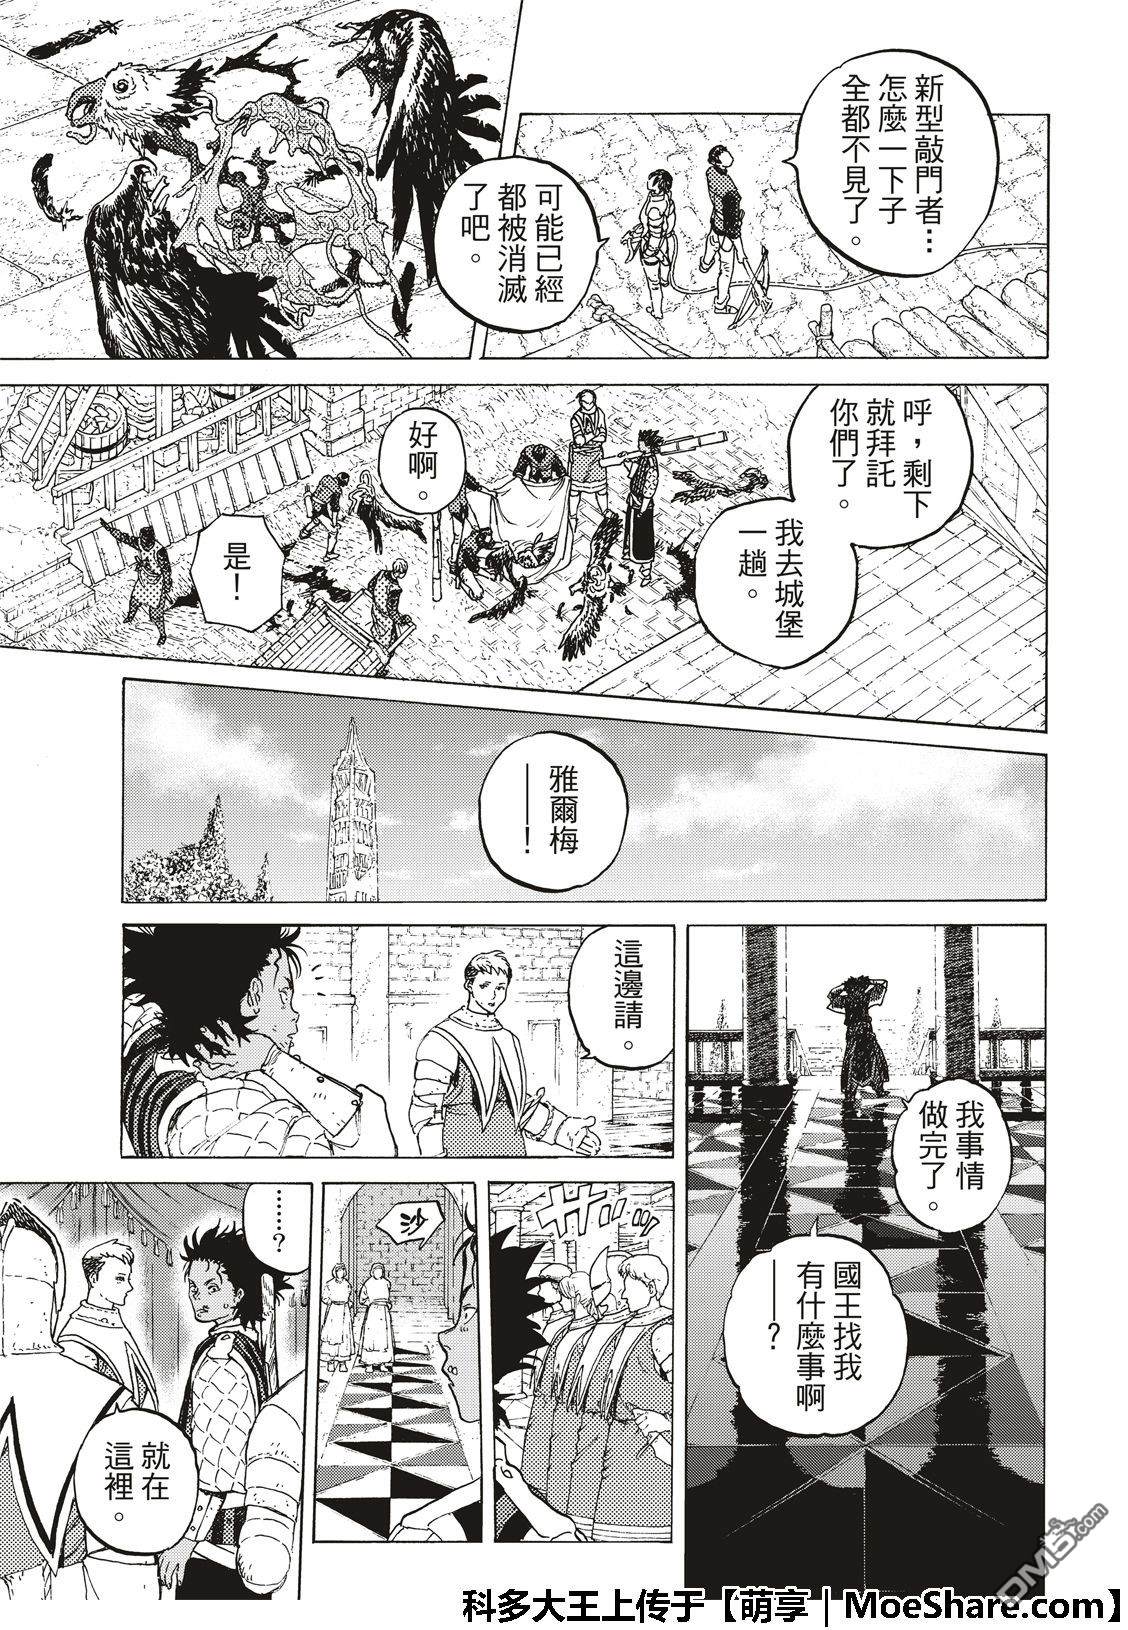 新型敲門者…
怎麼一下子
全都不見了。
可能已經
都被消滅
了吧。
呼，剩下
就拜託
你們了。
我去城堡
一趟。
好啊。
是！
雅爾梅
——！
我事情
做完了。
國王找我
有什麼事啊
——？
這邊請。
ザッ
沙
……？
就在
這裡。
DM5.com
科多大王上传于【萌享｜MoeShare.com】